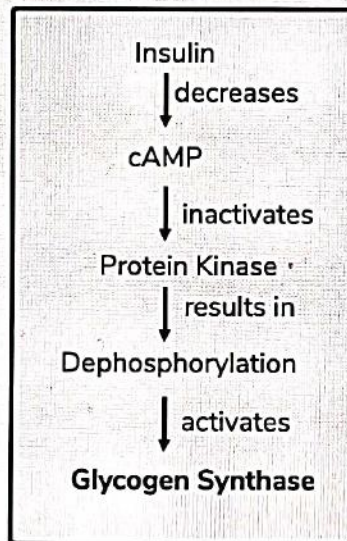 Insulin
decreases
cAMP
inactivates
Protein Kinase
results in
Dephosphorylation
activates
Glycogen Synthase